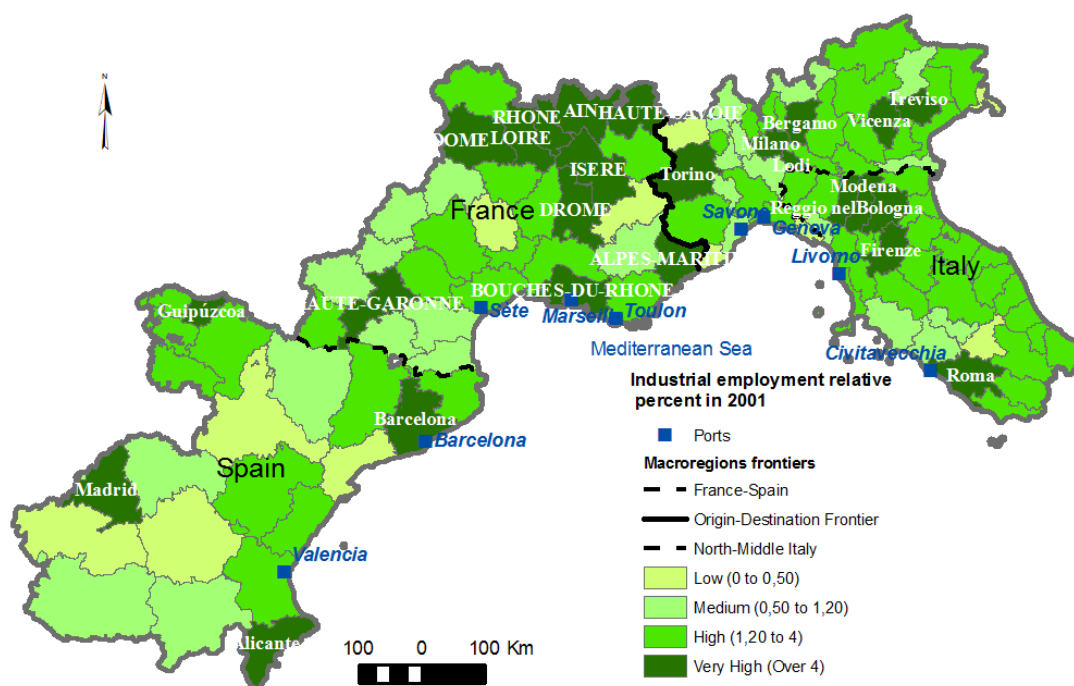 N
RHONE
AIN
HAUTE-SAVOIE
DOME
LOIRE
ISERE
DROME
France
ALPES-MARITI
BOUCHES-DU-RHONE
HAUTE-GARONNE
Sète
Marseill
Toulon
Mediterranean Sea
Treviso
Vicenza
Bergamo
Milano
Lodi
Torino
Modena
Reggio nel
Bologna
Savona
Genova
Firenze
Livorno
Italy
Civitavecchia
Roma
Guipúzcoa
Barcelona
Barcelona
Spain
Madrid
Valencia
Alicante
100 0 100 Km
Industrial employment relative
percent in 2001
Ports
Macroregions frontiers
France-Spain
Origin-Destination Frontier
North-Middle Italy
Low (0 to 0,50)
Medium (0,50 to 1,20)
High (1,20 to 4)
Very High (Over 4)